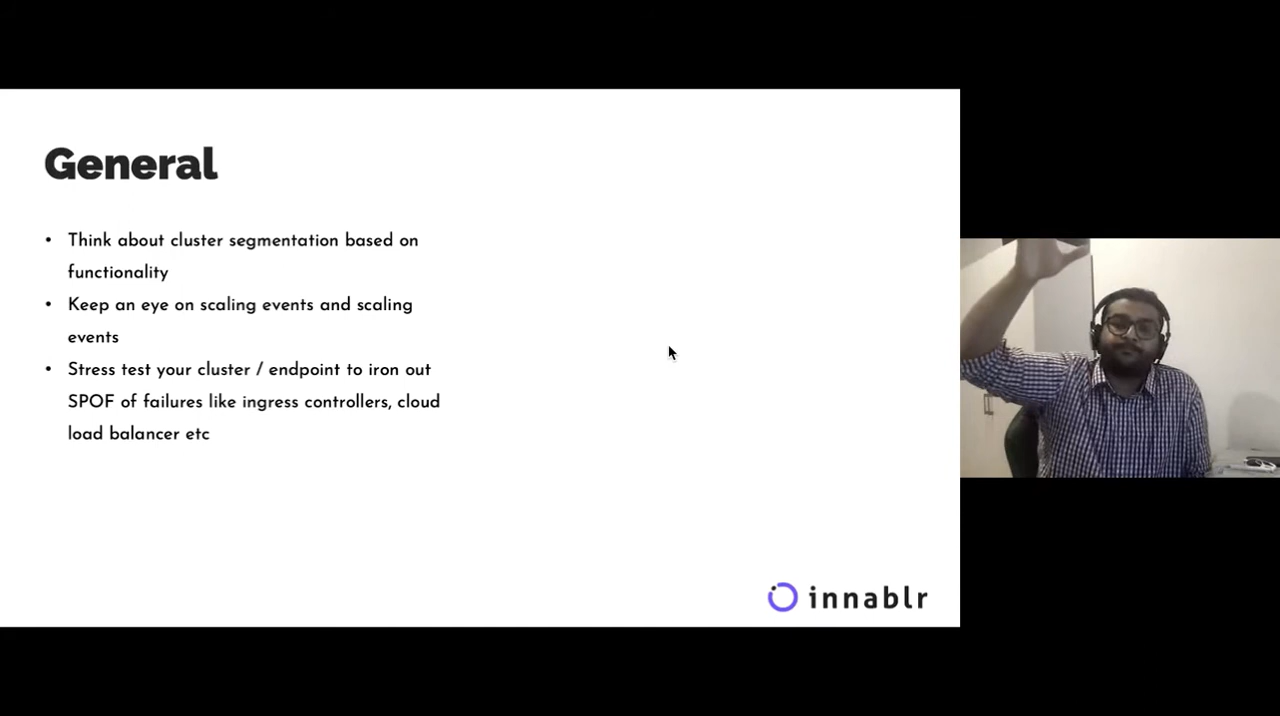 General
• Think about cluster segmentation based on
functionality
• Keep an eye on scaling events and scaling
events
• Stress test your cluster / endpoint to iron out
SPOF of failures like ingress controllers, cloud
load balancer etc
innablr